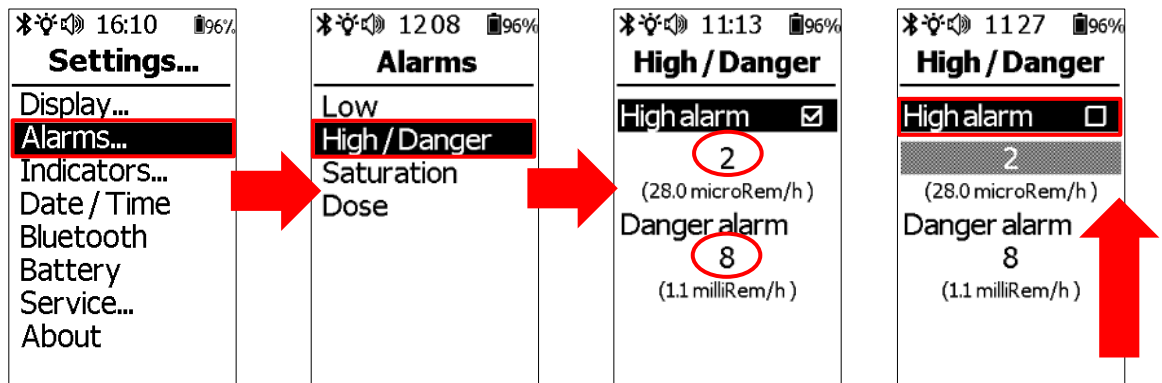 16:10 96%
Settings...
Display...
Alarms...
Indicators...
Date / Time
Bluetooth
Battery
Service...
About
12 08 96%
Alarms
Low
High / Danger
Saturation
Dose
11:13 96%
High / Danger
High alarm
2
(28.0 microRem/h )
Danger alarm
8
(1.1 milliRem/h )
11 27 96%
High / Danger
High alarm
2
(28.0 microRem/h )
Danger alarm
8
(1.1 milliRem/h )